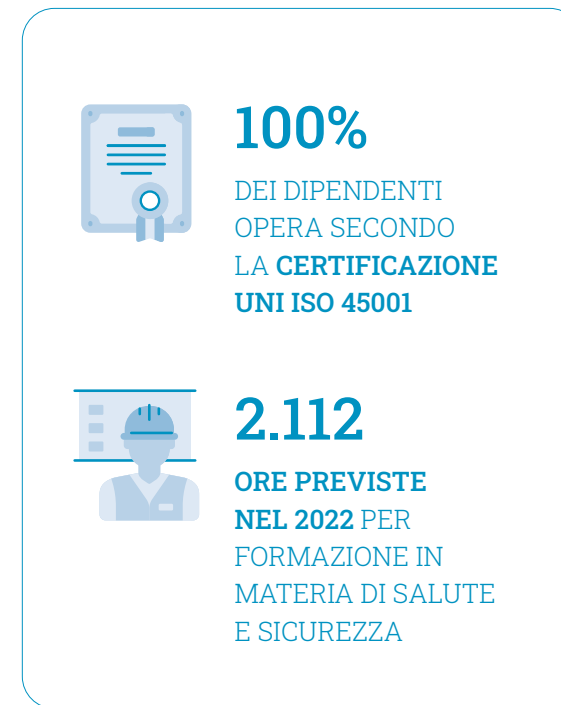 100%
DEI DIPENDENTI
OPERA SECONDO
LA CERTIFICAZIONE
UNI ISO 45001
2.112
ORE PREVISTE
NEL 2022 PER
FORMAZIONE IN
MATERIA DI SALUTE
E SICUREZZA